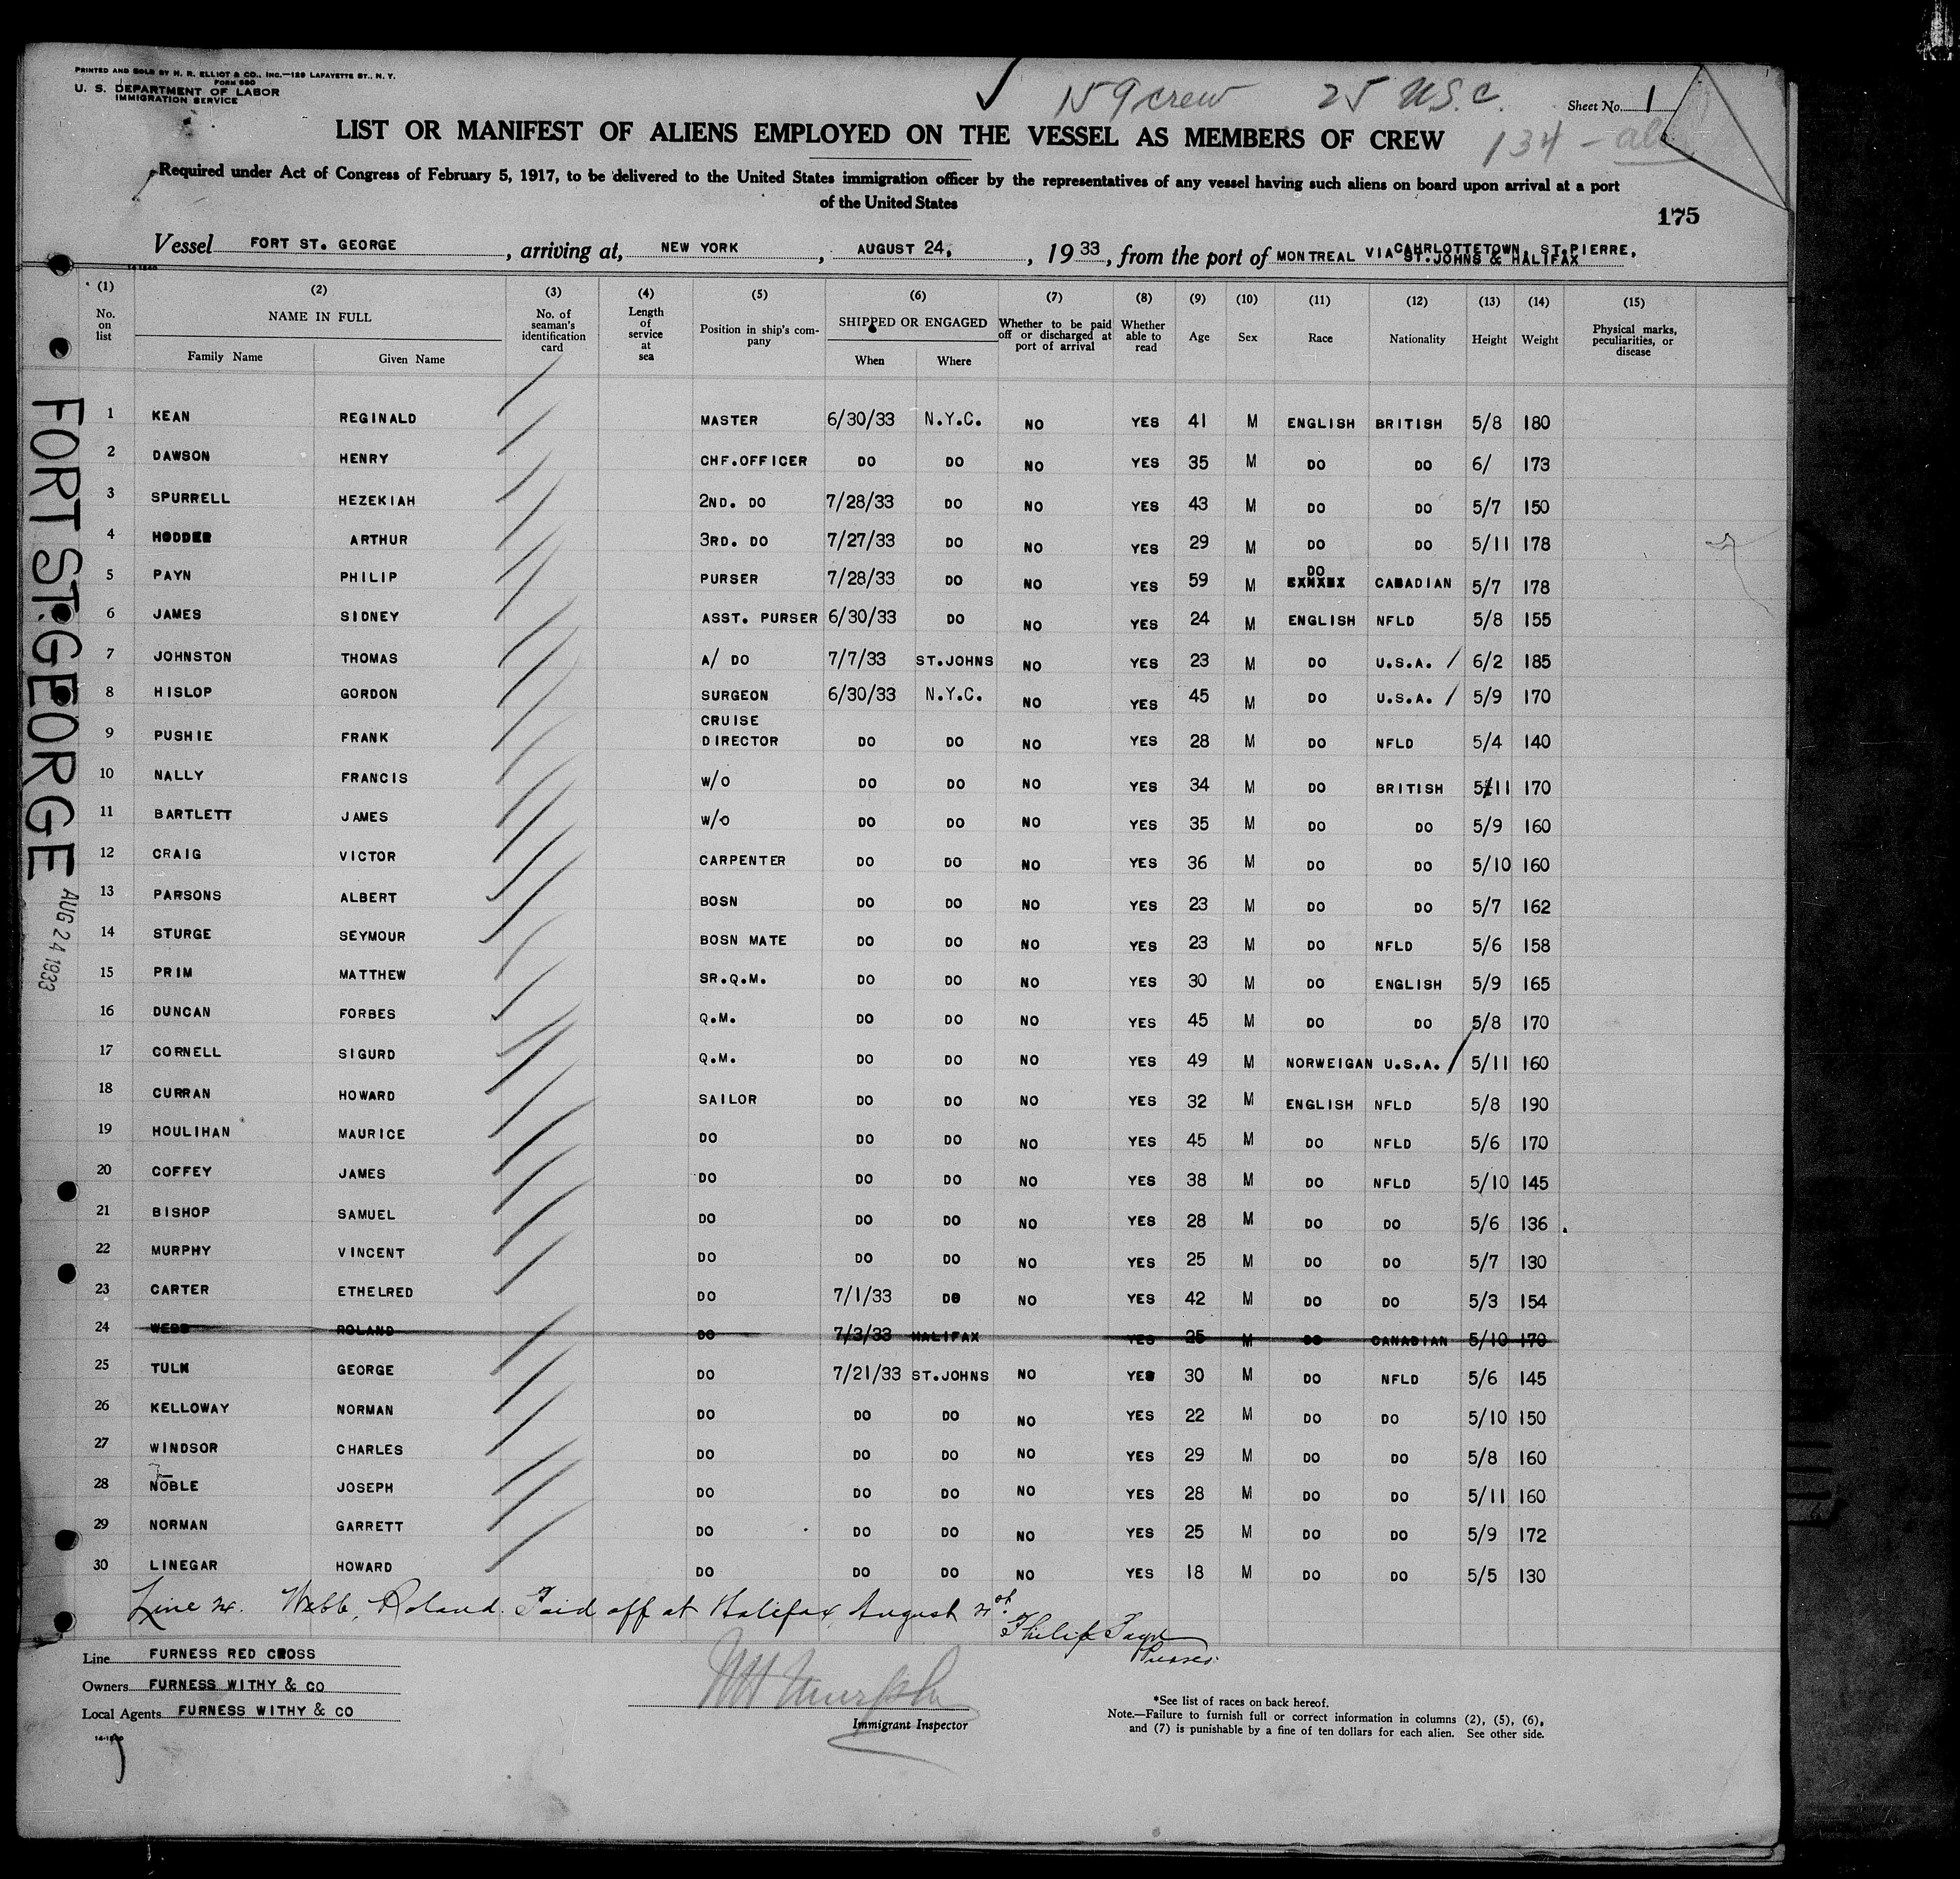 PRINTED AND SOLD BY H. R. ELLIOT & CO., INC.—129 LAFAYETTE ST., N. Y.
FORM 680
U. S. DEPARTMENT OF LABOR
IMMIGRATION SERVICE
159 crew 25 U.S.C.
Sheet No. 1
134 -
LIST OR MANIFEST OF ALIENS EMPLOYED ON THE VESSEL AS MEMBERS OF CREW
Required under Act of Congress of February 5, 1917, to be delivered to the United States immigration officer by the representatives of any vessel having such aliens on board upon arrival at a port
of the United States
175
Vessel FORT ST. GEORGE, arriving at, NEW YORK, AUGUST 24, 1933, from the port of MONTREAL VIA CAHRLOTTETOWN, ST.PIERRE, ST.JOHNS & HALIFAX
(1) (2) (3) (4) (5) (6) (7) (8) (9) (10) (11) (12) (13) (14) (15)
No. on list NAME IN FULL Family Name Given Name No. of seaman's identification card Length of service at sea Position in ship's company SHIPPED OR ENGAGED When Where Whether to be paid off or discharged at port of arrival Whether able to read Age Sex Race Nationality Height Weight Physical marks, peculiarities, or disease
1 KEAN REGINALD MASTER 6/30/33 N.Y.C. NO YES 41 M ENGLISH BRITISH 5/8 180
2 DAWSON HENRY CHF.OFFICER DO DO NO YES 35 M DO DO 6/ 173
3 SPURRELL HEZEKIAH 2ND. DO 7/28/33 DO NO YES 43 M DO DO 5/7 150
4 HODDER ARTHUR 3RD. DO 7/27/33 DO NO YES 29 M DO DO 5/11 178
5 PAYN PHILIP PURSER 7/28/33 DO NO YES 59 M DO CANADIAN 5/7 178
6 JAMES SIDNEY ASST. PURSER 6/30/33 DO NO YES 24 M ENGLISH NFLD 5/8 155
7 JOHNSTON THOMAS A/ DO 7/7/33 ST.JOHNS NO YES 23 M DO U.S.A. / 6/2 185
8 HISLOP GORDON SURGEON 6/30/33 N.Y.C. NO YES 45 M DO U.S.A. / 5/9 170
9 PUSHIE FRANK CRUISE DIRECTOR DO DO NO YES 28 M DO NFLD 5/4 140
10 NALLY FRANCIS W/O DO DO NO YES 34 M DO BRITISH 5/11 170
11 BARTLETT JAMES W/O DO DO NO YES 35 M DO DO 5/9 160
12 CRAIG VICTOR CARPENTER DO DO NO YES 36 M DO DO 5/10 160
13 PARSONS ALBERT BOSN DO DO NO YES 23 M DO DO 5/7 162
14 STURGE SEYMOUR BOSN MATE DO DO NO YES 23 M DO NFLD 5/6 158
15 PRIM MATTHEW SR.Q.M. DO DO NO YES 30 M DO ENGLISH 5/9 165
16 DUNCAN FORBES Q.M. DO DO NO YES 45 M DO DO 5/8 170
17 CORNELL SIGURD Q.M. DO DO NO YES 49 M NORWEIGAN U.S.A. / 5/11 160
18 CURRAN HOWARD SAILOR DO DO NO YES 32 M ENGLISH NFLD 5/8 190
19 HOULIHAN MAURICE DO DO DO NO YES 45 M DO NFLD 5/6 170
20 COFFEY JAMES DO DO DO NO YES 38 M DO NFLD 5/10 145
21 BISHOP SAMUEL DO DO DO NO YES 28 M DO DO 5/6 136
22 MURPHY VINCENT DO DO DO NO YES 25 M DO DO 5/7 130
23 CARTER ETHELRED DO 7/1/33 DO NO YES 42 M DO DO 5/3 154
24 WEBB ROLAND DO 7/3/33 HALIFAX YES 25 M DO CANADIAN 5/10 170
25 TULK GEORGE DO 7/21/33 ST.JOHNS NO YES 30 M DO NFLD 5/6 145
26 KELLOWAY NORMAN DO DO DO NO YES 22 M DO DO 5/10 150
27 WINDSOR CHARLES DO DO DO NO YES 29 M DO DO 5/8 160
28 NOBLE JOSEPH DO DO DO NO YES 28 M DO DO 5/11 160
29 NORMAN GARRETT DO DO DO NO YES 25 M DO DO 5/9 172
30 LINEGAR HOWARD DO DO DO NO YES 18 M DO DO 5/5 130
Line 24. Webb, Roland. Paid off at Halifax August 21st.
Philip Payn
Purser.
Line FURNESS RED CROSS
Owners FURNESS WITHY & CO
Local Agents FURNESS WITHY & CO
14-1240
W H Murphy
Immigrant Inspector
*See list of races on back hereof.
Note.—Failure to furnish full or correct information in columns (2), (5), (6),
and (7) is punishable by a fine of ten dollars for each alien. See other side.
FORT ST. GEORGE
AUG 24 1933